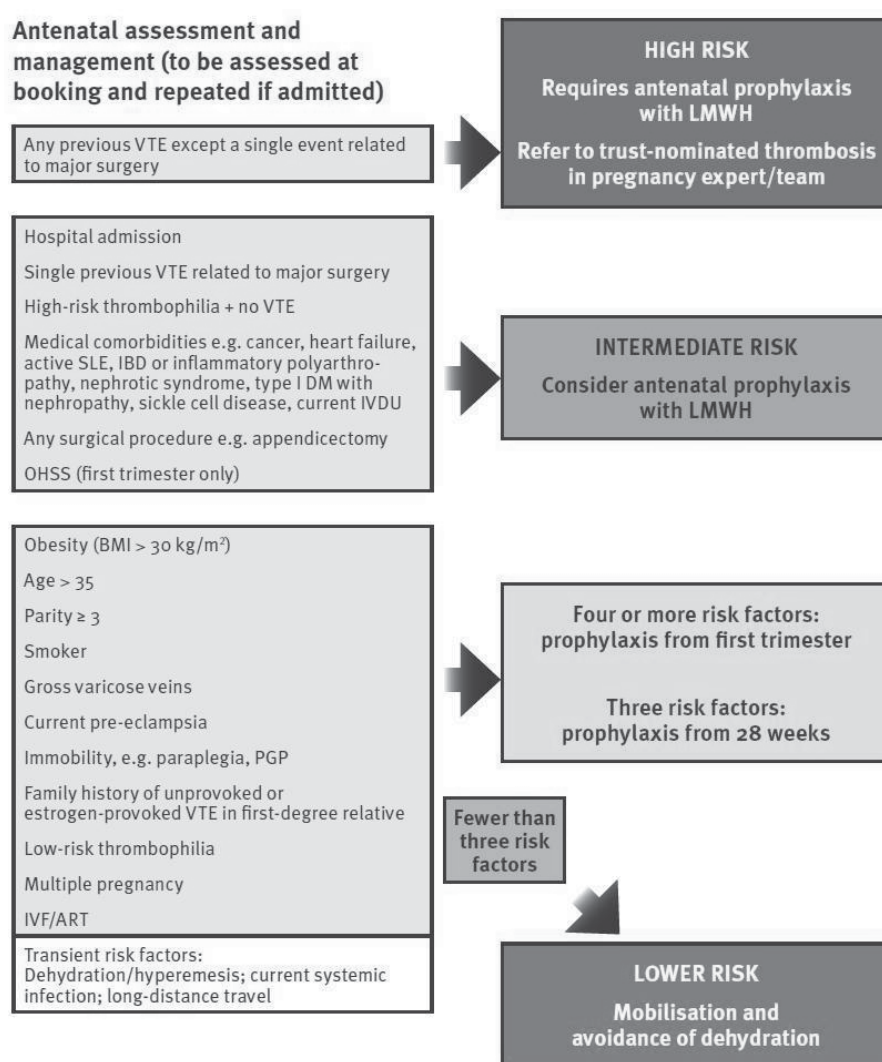 Antenatal assessment and
management (to be assessed at
booking and repeated if admitted)
Any previous VTE except a single event related
to major surgery
HIGH RISK
Requires antenatal prophylaxis
with LMWH
Refer to trust-nominated thrombosis
in pregnancy expert/team
Hospital admission
Single previous VTE related to major surgery
High-risk thrombophilia + no VTE
Medical comorbidities e.g. cancer, heart failure,
active SLE, IBD or inflammatory polyarthro-
pathy, nephrotic syndrome, type I DM with
nephropathy, sickle cell disease, current IVDU
Any surgical procedure e.g. appendicectomy
OHSS (first trimester only)
INTERMEDIATE RISK
Consider antenatal prophylaxis
with LMWH
Obesity (BMI > 30 kg/m²)
Age > 35
Parity ≥ 3
Smoker
Gross varicose veins
Current pre-eclampsia
Immobility, e.g. paraplegia, PGP
Family history of unprovoked or
estrogen-provoked VTE in first-degree relative
Low-risk thrombophilia
Multiple pregnancy
IVF/ART
Transient risk factors:
Dehydration/hyperemesis; current systemic
infection; long-distance travel
Four or more risk factors:
prophylaxis from first trimester
Three risk factors:
prophylaxis from 28 weeks
Fewer than
three risk
factors
LOWER RISK
Mobilisation and
avoidance of dehydration